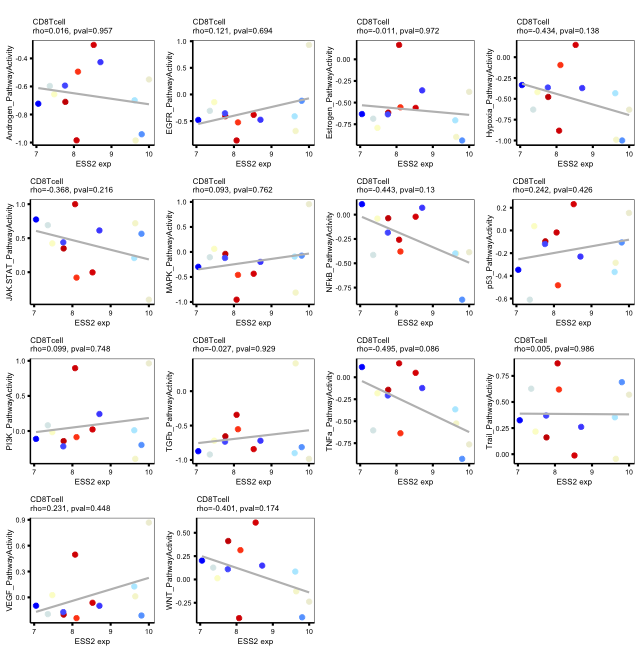 CD8Tcell
rho=0.016, pval=0.957
Androgen_PathwayActivity
-0.4
-0.6
-0.8
-1.0
7
8
9
10
ESS2 exp
CD8Tcell
rho=0.121, pval=0.694
EGFR_PathwayActivity
1.0
0.5
0.0
-0.5
7
8
9
10
ESS2 exp
CD8Tcell
rho=-0.011, pval=0.972
Estrogen_PathwayActivity
0.00
-0.25
-0.50
-0.75
7
8
9
10
ESS2 exp
CD8Tcell
rho=-0.434, pval=0.138
Hypoxia_PathwayActivity
0.00
-0.25
-0.50
-0.75
-1.00
7
8
9
10
ESS2 exp
CD8Tcell
rho=-0.368, pval=0.216
JAK.STAT_PathwayActivity
1.0
0.5
0.0
7
8
9
10
ESS2 exp
CD8Tcell
rho=0.093, pval=0.762
MAPK_PathwayActivity
1.0
0.5
0.0
-0.5
-1.0
7
8
9
10
ESS2 exp
CD8Tcell
rho=-0.443, pval=0.13
NFkB_PathwayActivity
0.00
-0.25
-0.50
-0.75
7
8
9
10
ESS2 exp
CD8Tcell
rho=0.242, pval=0.426
p53_PathwayActivity
0.2
0.0
-0.2
-0.4
-0.6
7
8
9
10
ESS2 exp
CD8Tcell
rho=0.099, pval=0.748
PI3K_PathwayActivity
1.0
0.5
0.0
7
8
9
10
ESS2 exp
CD8Tcell
rho=-0.027, pval=0.929
TGFb_PathwayActivity
0.0
-0.5
-1.0
7
8
9
10
ESS2 exp
CD8Tcell
rho=-0.495, pval=0.086
TNFa_PathwayActivity
0.00
-0.25
-0.50
-0.75
7
8
9
10
ESS2 exp
CD8Tcell
rho=0.005, pval=0.986
Trail_PathwayActivity
0.75
0.50
0.25
0.00
7
8
9
10
ESS2 exp
CD8Tcell
rho=0.231, pval=0.448
VEGF_PathwayActivity
0.9
0.6
0.3
0.0
7
8
9
10
ESS2 exp
CD8Tcell
rho=-0.401, pval=0.174
WNT_PathwayActivity
0.50
0.25
0.00
-0.25
7
8
9
10
ESS2 exp